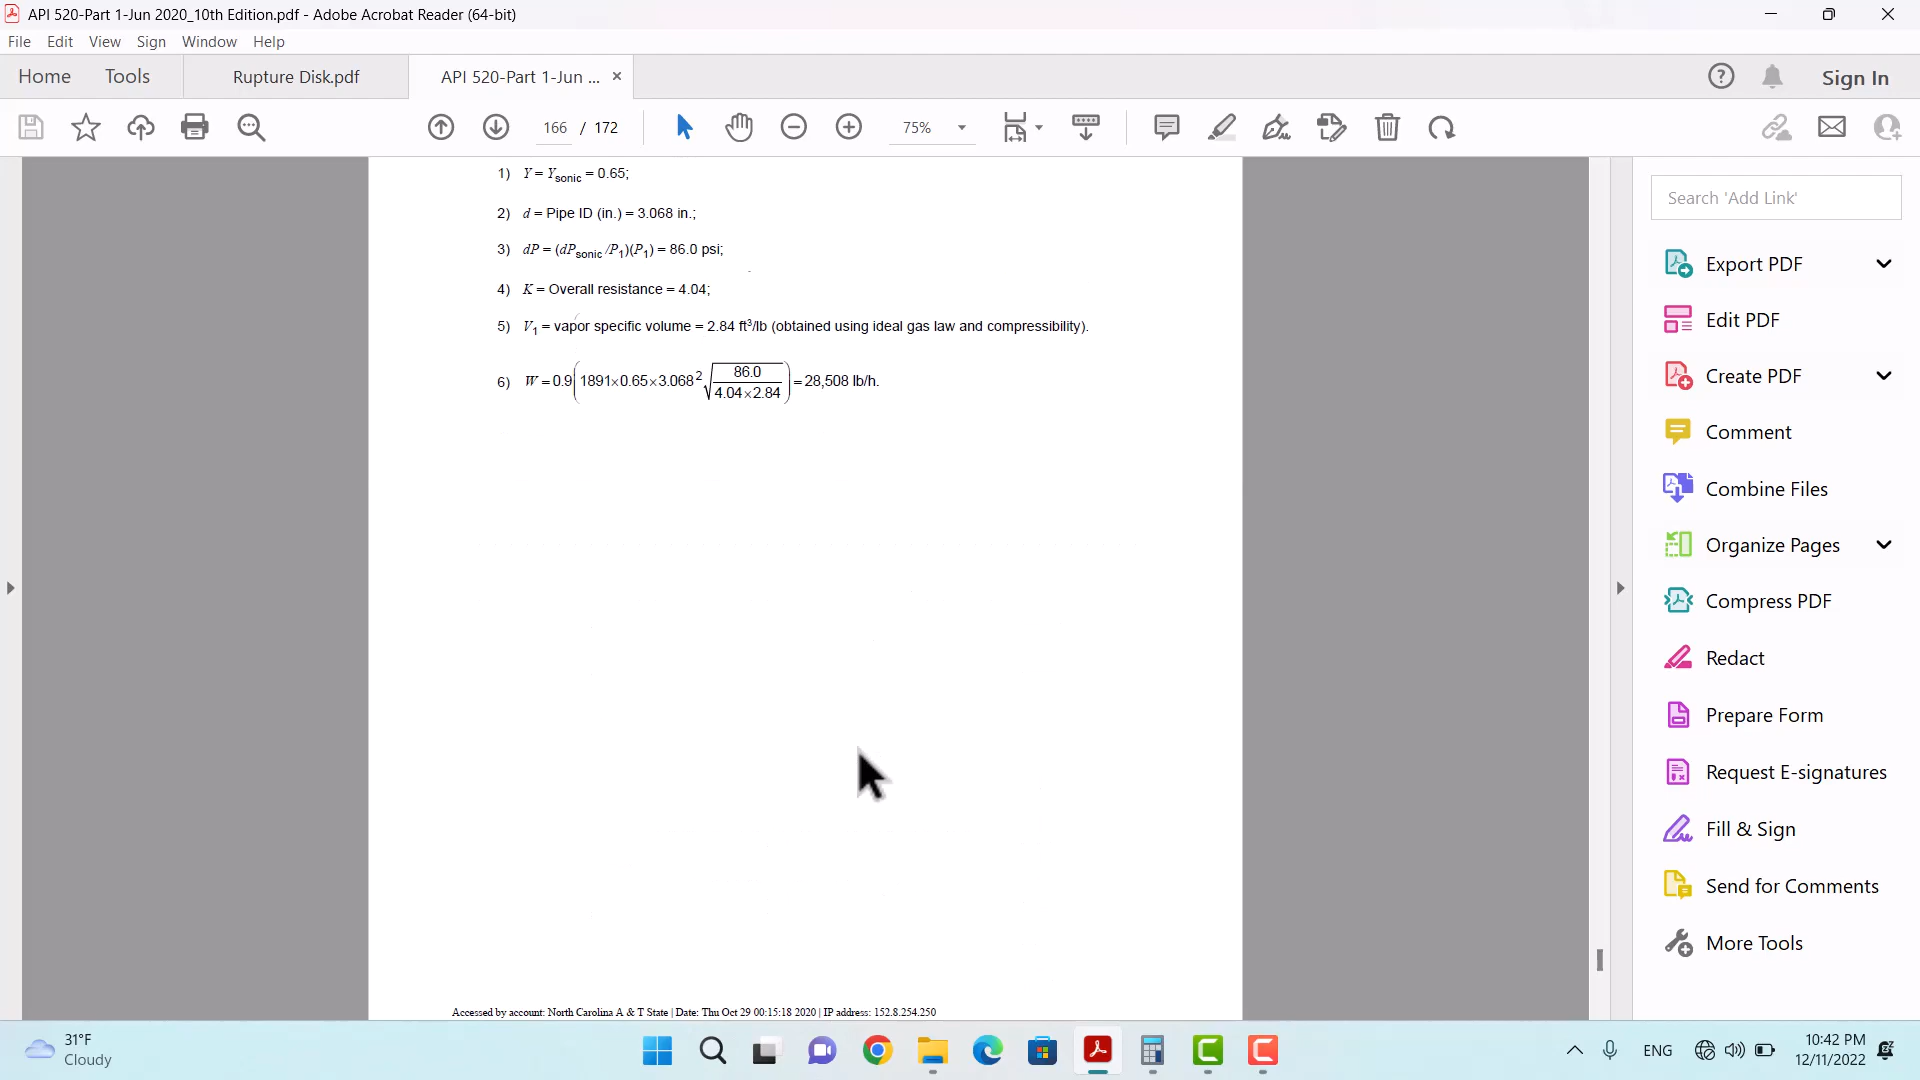 API 520-Part 1-Jun 2020_10th Edition.pdf - Adobe Acrobat Reader (64-bit)
File Edit View Sign Window Help
Home Tools Rupture Disk.pdf API 520-Part 1-Jun ... × Sign In
166 / 172 75%
1) Y = Ysonic = 0.65;
2) d = Pipe ID (in.) = 3.068 in.;
3) dP = (dPsonic /P1)(P1) = 86.0 psi;
4) K = Overall resistance = 4.04;
5) V1 = vapor specific volume = 2.84 ft³/lb (obtained using ideal gas law and compressibility).
6) W = 0.9(1891×0.65×3.068²√(86.0/(4.04×2.84))) = 28,508 lb/h.
Accessed by account: North Carolina A & T State | Date: Thu Oct 29 00:15:18 2020 | IP address: 152.8.254.250
Search 'Add Link'
Export PDF
Edit PDF
Create PDF
Comment
Combine Files
Organize Pages
Compress PDF
Redact
Prepare Form
Request E-signatures
Fill & Sign
Send for Comments
More Tools
31°F
Cloudy
ENG
10:42 PM
12/11/2022